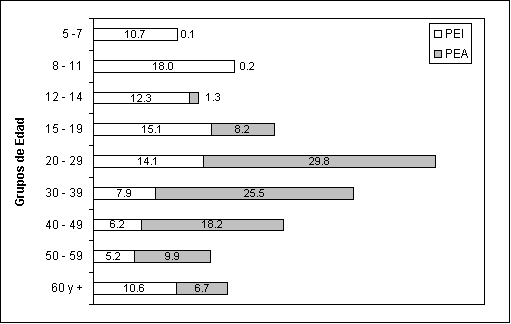 PEI
PEA
Grupos de Edad
5 -7 10.7 0.1
8 - 11 18.0 0.2
12 - 14 12.3 1.3
15 - 19 15.1 8.2
20 - 29 14.1 29.8
30 - 39 7.9 25.5
40 - 49 6.2 18.2
50 - 59 5.2 9.9
60 y + 10.6 6.7